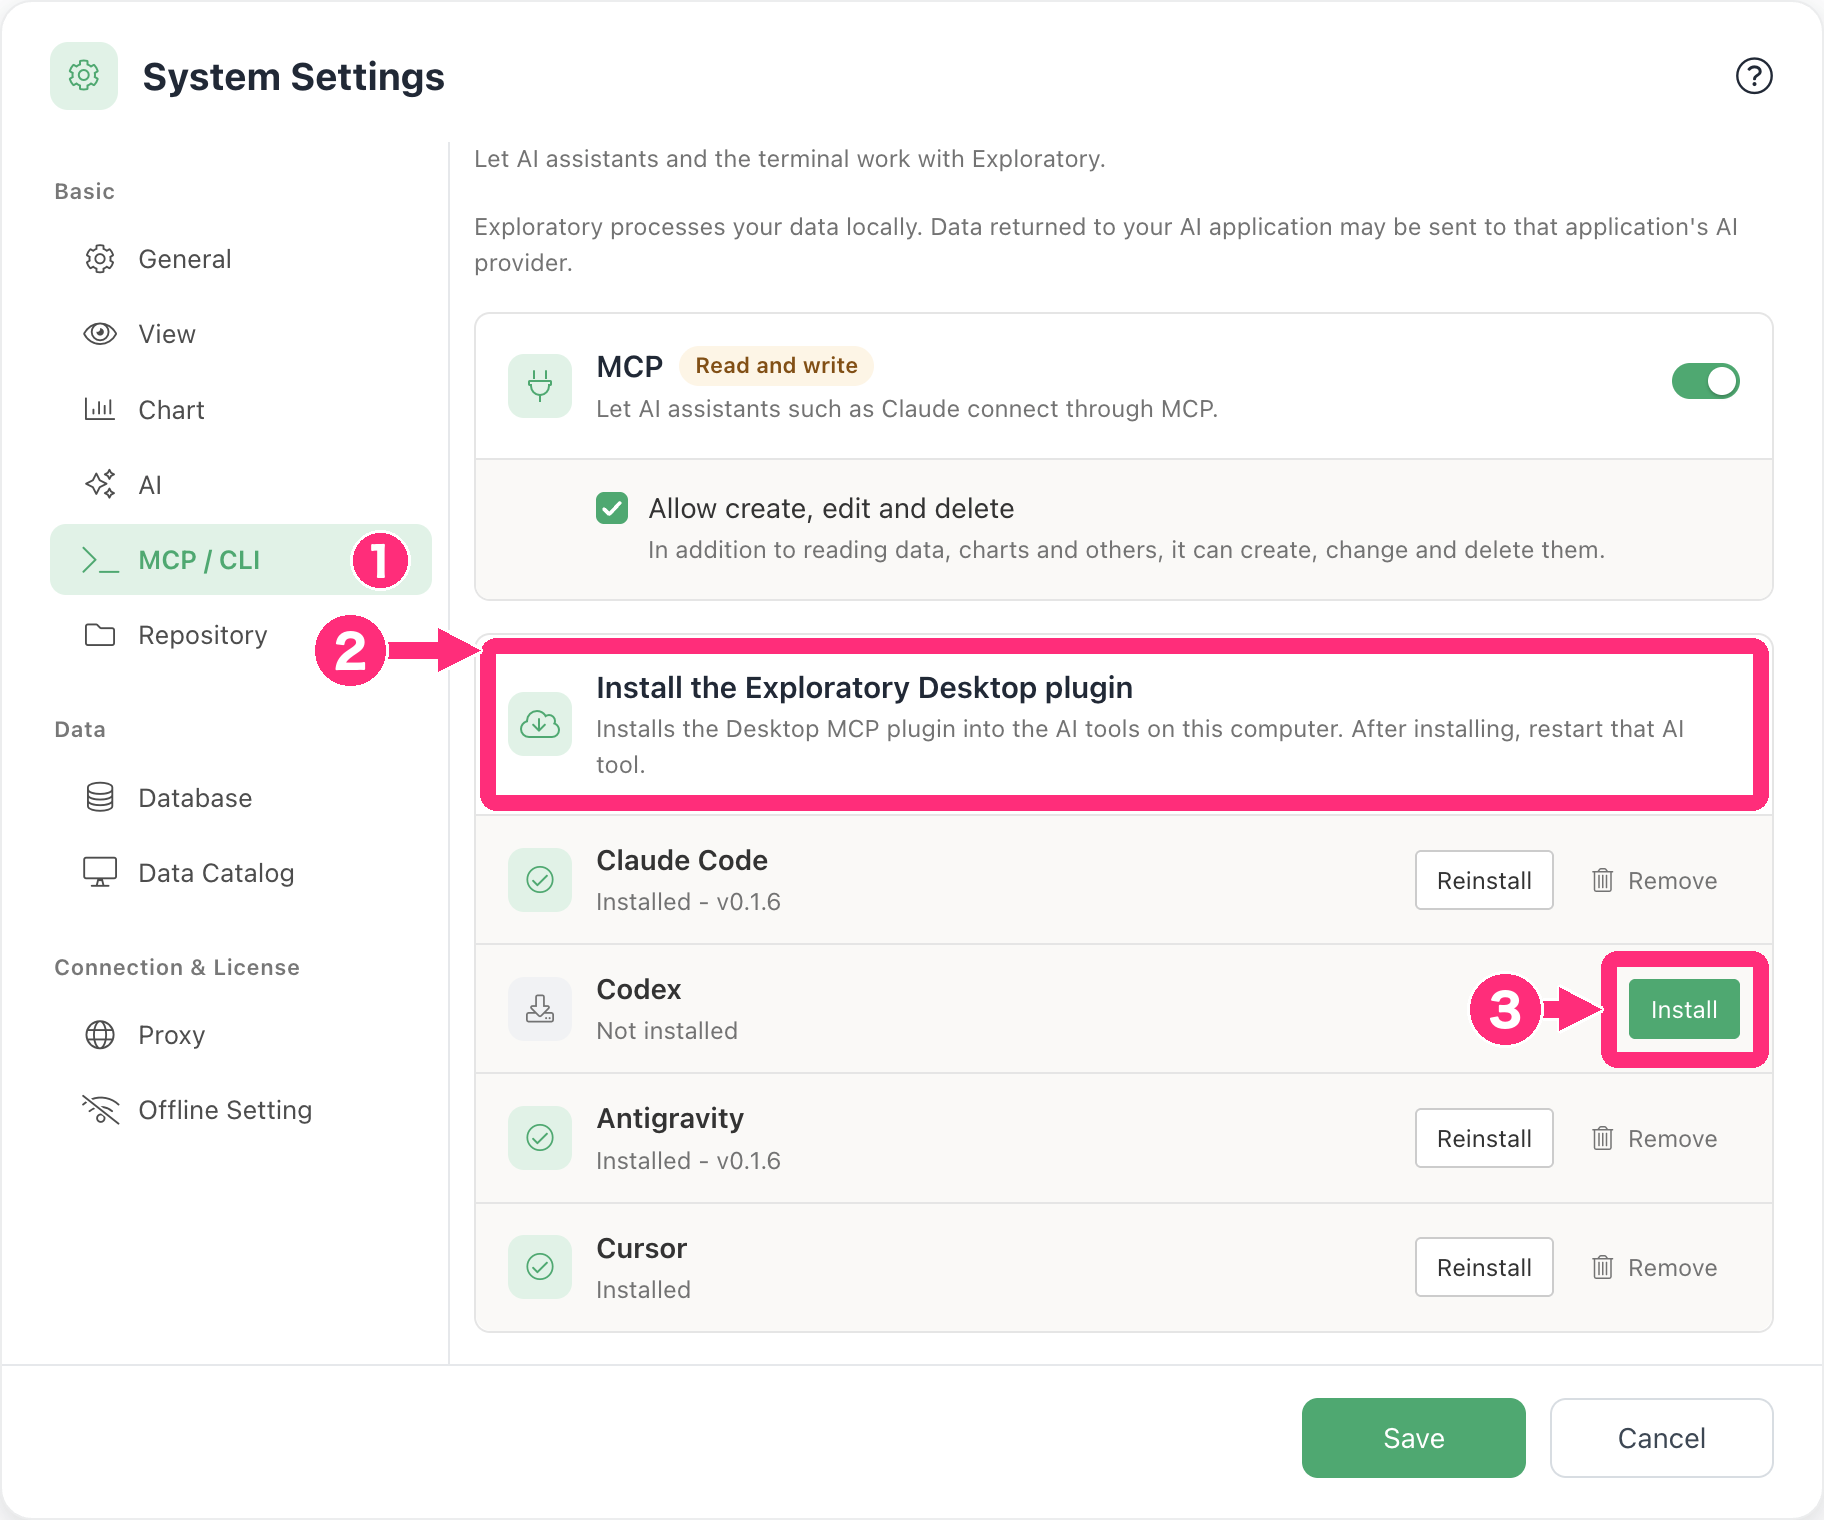 System Settings
?
Basic
General
View
Chart
AI
MCP / CLI
1
Repository
2
Data
Database
Data Catalog
Connection & License
Proxy
Offline Setting
Let AI assistants and the terminal work with Exploratory.
Exploratory processes your data locally. Data returned to your AI application may be sent to that application's AI
provider.
MCP Read and write
Let AI assistants such as Claude connect through MCP.
Allow create, edit and delete
In addition to reading data, charts and others, it can create, change and delete them.
Install the Exploratory Desktop plugin
Installs the Desktop MCP plugin into the AI tools on this computer. After installing, restart that AI
tool.
Claude Code
Installed - v0.1.6
Reinstall
Remove
Codex
Not installed
3
Install
Antigravity
Installed - v0.1.6
Reinstall
Remove
Cursor
Installed
Reinstall
Remove
Save
Cancel